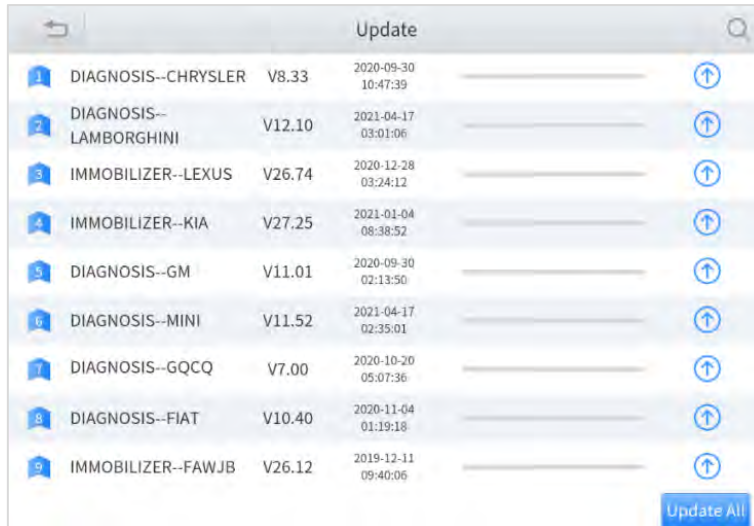 Update
1 DIAGNOSIS--CHRYSLER V8.33 2020-09-30
10:47:39
2 DIAGNOSIS--
LAMBORGHINI V12.10 2021-04-17
03:01:06
3 IMMOBILIZER--LEXUS V26.74 2020-12-28
03:24:12
4 IMMOBILIZER--KIA V27.25 2021-01-04
08:38:52
5 DIAGNOSIS--GM V11.01 2020-09-30
02:13:50
6 DIAGNOSIS--MINI V11.52 2021-04-17
02:35:01
7 DIAGNOSIS--GQCQ V7.00 2020-10-20
05:07:36
8 DIAGNOSIS--FIAT V10.40 2020-11-04
01:19:18
9 IMMOBILIZER--FAWJB V26.12 2019-12-11
09:40:06
Update All